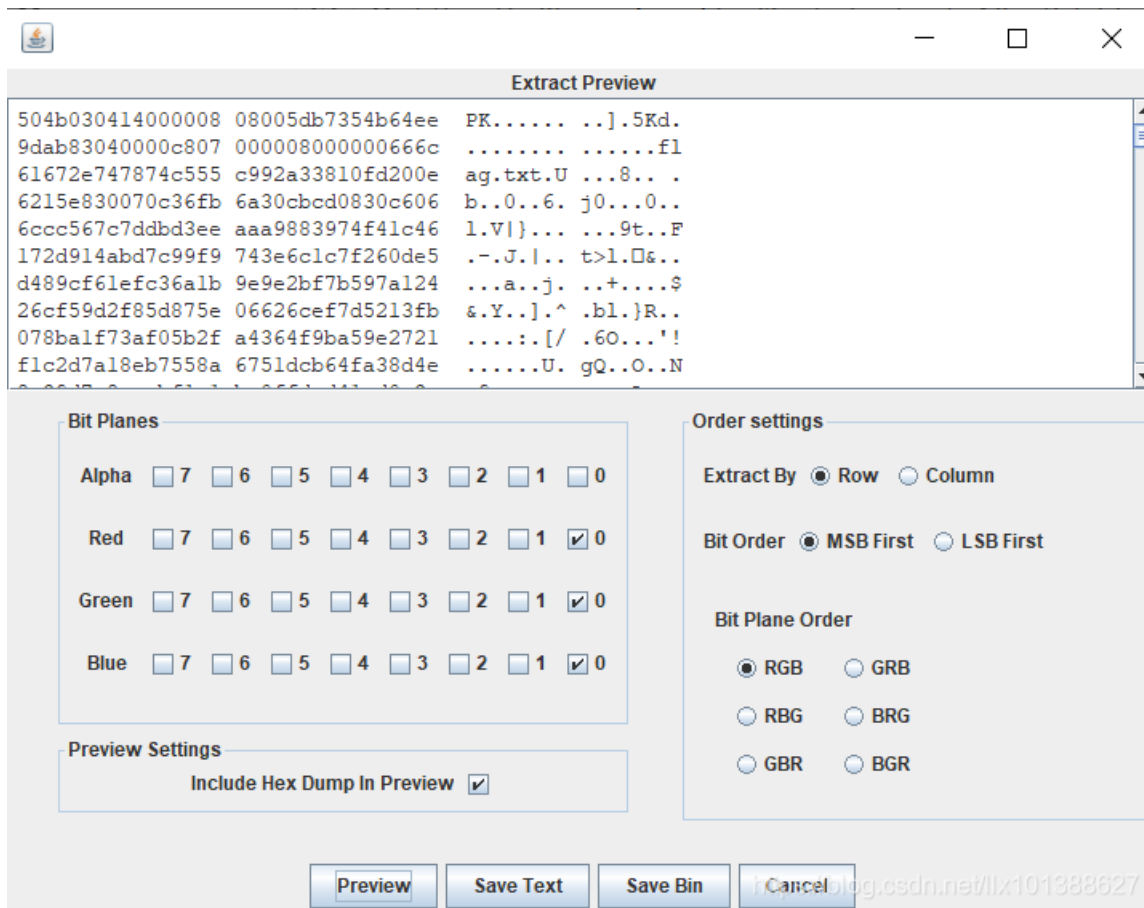 Extract Preview
504b030414000008 08005db7354b64ee PK...... ..].5Kd.
9dab83040000c807 000008000000666c ........ ......fl
61672e747874c555 c992a33810fd200e ag.txt.U ...8.. .
6215e830070c36fb 6a30cbcd0830c606 b..0..6. j0...0..
6ccc567c7ddbd3ee aaa9883974f41c46 l.V|}... ...9t..F
172d914abd7c99f9 743e6c1c7f260de5 .-.J.|.. t>l.□&..
d489cf61efc36a1b 9e9e2bf7b597a124 ...a..j. ..+....$
26cf59d2f85d875e 06626cef7d5213fb &.Y..].^ .bl.}R..
078ba1f73af05b2f a4364f9ba59e2721 ....:.[/ .6O...'!
f1c2d7a18eb7558a 6751dcb64fa38d4e ......U. gQ..O..N
Bit Planes
Alpha 7 6 5 4 3 2 1 0
Red 7 6 5 4 3 2 1 0
Green 7 6 5 4 3 2 1 0
Blue 7 6 5 4 3 2 1 0
Preview Settings
Include Hex Dump In Preview
Order settings
Extract By Row Column
Bit Order MSB First LSB First
Bit Plane Order
RGB GRB
RBG BRG
GBR BGR
Preview Save Text Save Bin Cancel
blog.csdn.net/llx101388627